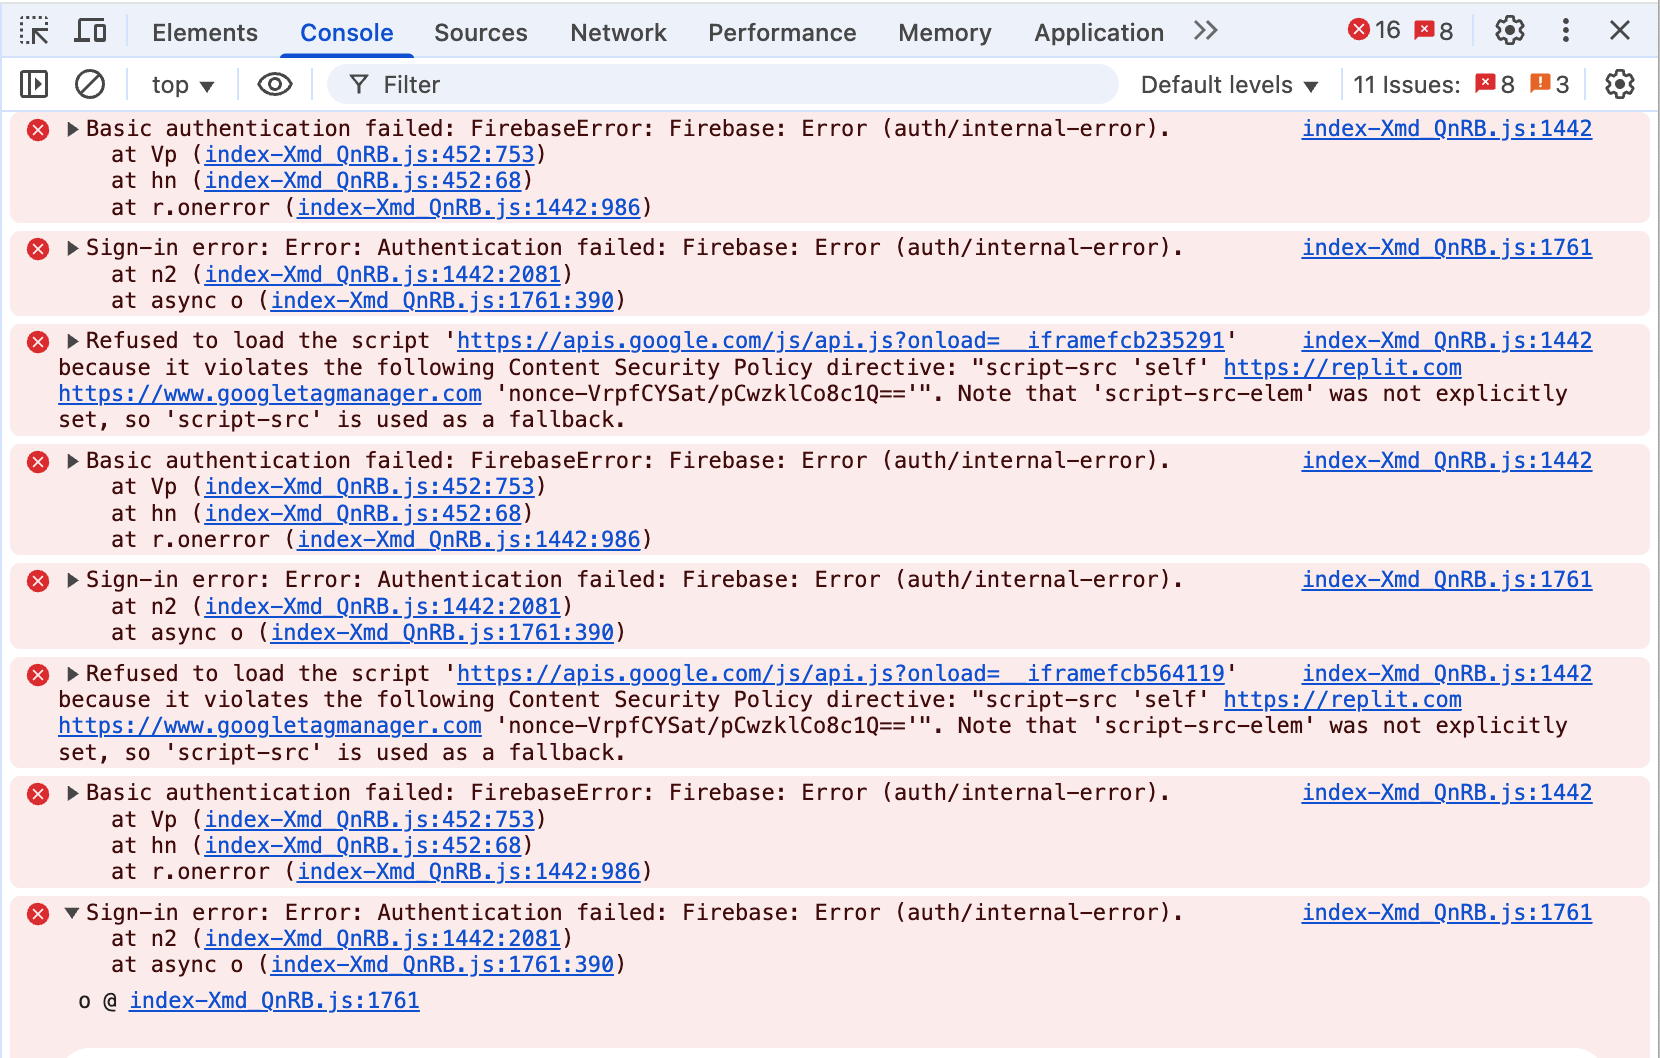 Elements Console Sources Network Performance Memory Application 16 8
top Filter Default levels 11 Issues: 8 3
Basic authentication failed: FirebaseError: Firebase: Error (auth/internal-error). index-Xmd_QnRB.js:1442
at Vp (index-Xmd_QnRB.js:452:753)
at hn (index-Xmd_QnRB.js:452:68)
at r.onerror (index-Xmd_QnRB.js:1442:986)
Sign-in error: Error: Authentication failed: Firebase: Error (auth/internal-error). index-Xmd_QnRB.js:1761
at n2 (index-Xmd_QnRB.js:1442:2081)
at async o (index-Xmd_QnRB.js:1761:390)
Refused to load the script 'https://apis.google.com/js/api.js?onload=__iframefcb235291' index-Xmd_QnRB.js:1442
because it violates the following Content Security Policy directive: "script-src 'self' https://replit.com
https://www.googletagmanager.com 'nonce-VrpfCYSat/pCwzklCo8c1Q=='". Note that 'script-src-elem' was not explicitly
set, so 'script-src' is used as a fallback.
Basic authentication failed: FirebaseError: Firebase: Error (auth/internal-error). index-Xmd_QnRB.js:1442
at Vp (index-Xmd_QnRB.js:452:753)
at hn (index-Xmd_QnRB.js:452:68)
at r.onerror (index-Xmd_QnRB.js:1442:986)
Sign-in error: Error: Authentication failed: Firebase: Error (auth/internal-error). index-Xmd_QnRB.js:1761
at n2 (index-Xmd_QnRB.js:1442:2081)
at async o (index-Xmd_QnRB.js:1761:390)
Refused to load the script 'https://apis.google.com/js/api.js?onload=__iframefcb564119' index-Xmd_QnRB.js:1442
because it violates the following Content Security Policy directive: "script-src 'self' https://replit.com
https://www.googletagmanager.com 'nonce-VrpfCYSat/pCwzklCo8c1Q=='". Note that 'script-src-elem' was not explicitly
set, so 'script-src' is used as a fallback.
Basic authentication failed: FirebaseError: Firebase: Error (auth/internal-error). index-Xmd_QnRB.js:1442
at Vp (index-Xmd_QnRB.js:452:753)
at hn (index-Xmd_QnRB.js:452:68)
at r.onerror (index-Xmd_QnRB.js:1442:986)
Sign-in error: Error: Authentication failed: Firebase: Error (auth/internal-error). index-Xmd_QnRB.js:1761
at n2 (index-Xmd_QnRB.js:1442:2081)
at async o (index-Xmd_QnRB.js:1761:390)
o @ index-Xmd_QnRB.js:1761